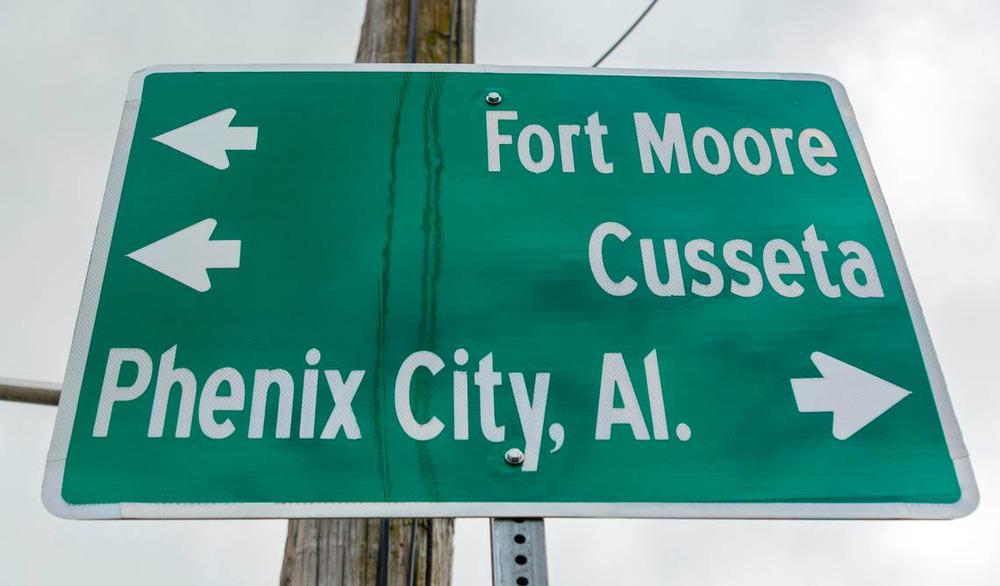 Fort Moore
Cusseta
Phenix City, Al.